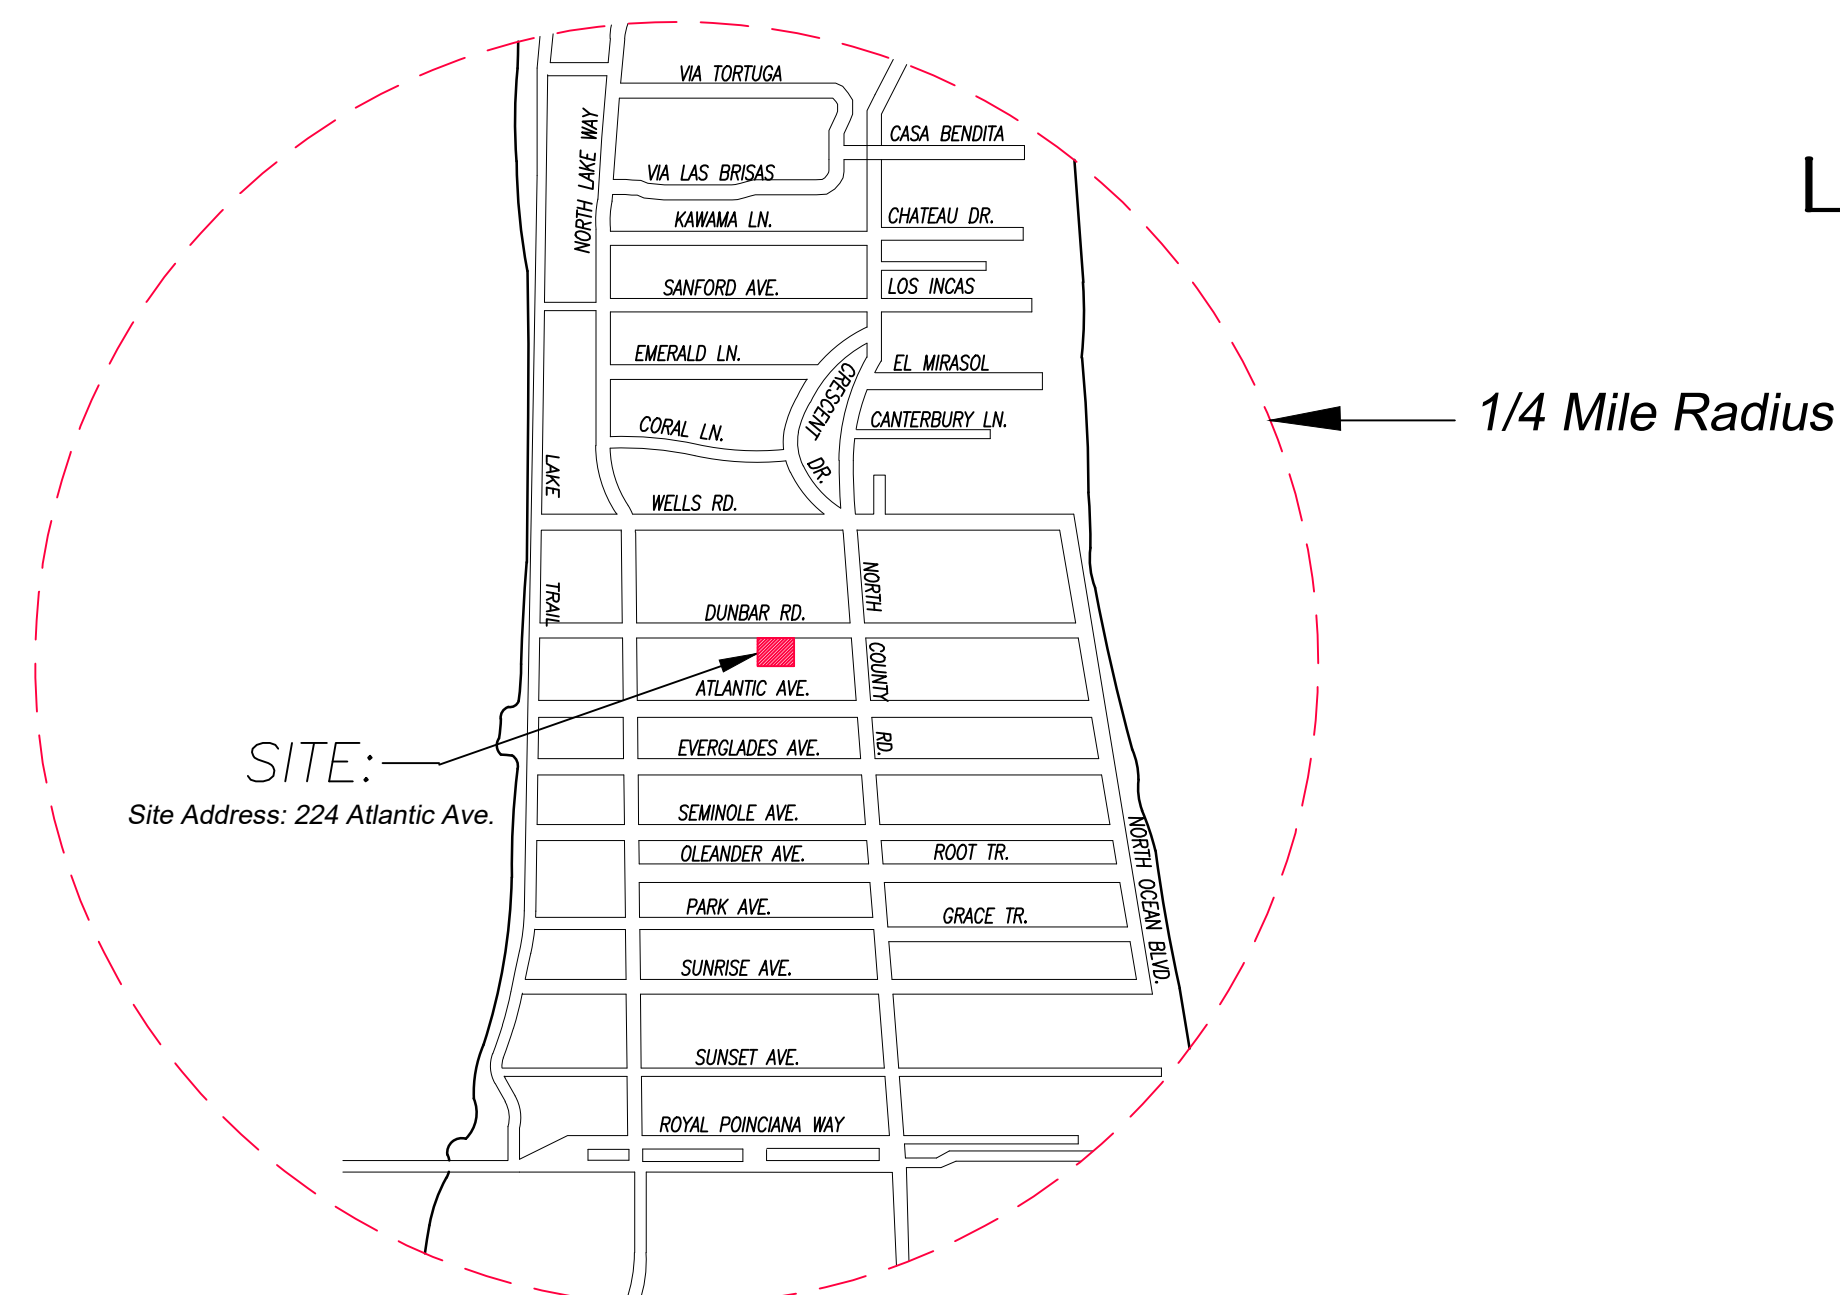 VIA TORTUGA
NORTH LAKE WAY
CASA BENDITA
VIA LAS BRISAS
KAWAMA LN.
CHATEAU DR.
L
SANFORD AVE.
LOS INCAS
EMERALD LN.
CRESCENT DR.
EL MIRASOL
CORAL LN.
CANTERBURY LN.
1/4 Mile Radius
LAKE TRAIL
WELLS RD.
NORTH COUNTY RD.
DUNBAR RD.
ATLANTIC AVE.
EVERGLADES AVE.
SITE:
Site Address: 224 Atlantic Ave.
SEMINOLE AVE.
OLEANDER AVE.
ROOT TR.
NORTH OCEAN BLVD.
PARK AVE.
GRACE TR.
SUNRISE AVE.
SUNSET AVE.
ROYAL POINCIANA WAY